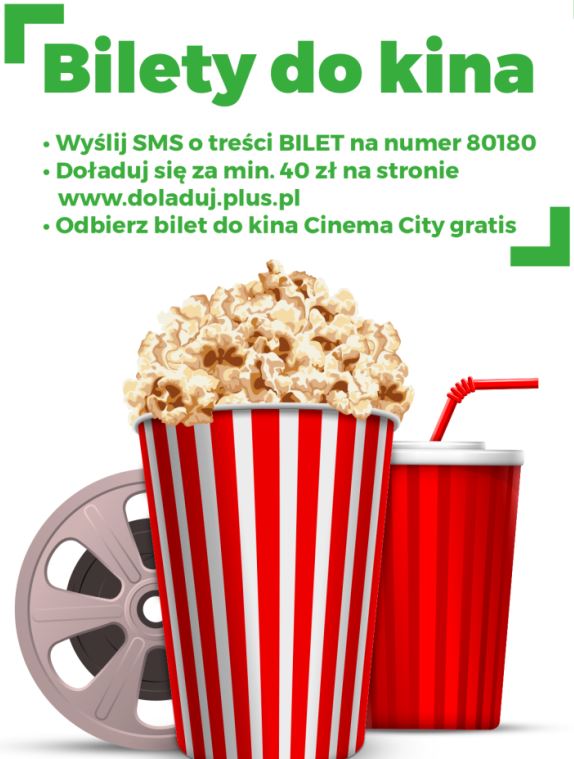 Bilety do kina
• Wyślij SMS o treści BILET na numer 80180
• Doładuj się za min. 40 zł na stronie
www.doladuj.plus.pl
• Odbierz bilet do kina Cinema City gratis